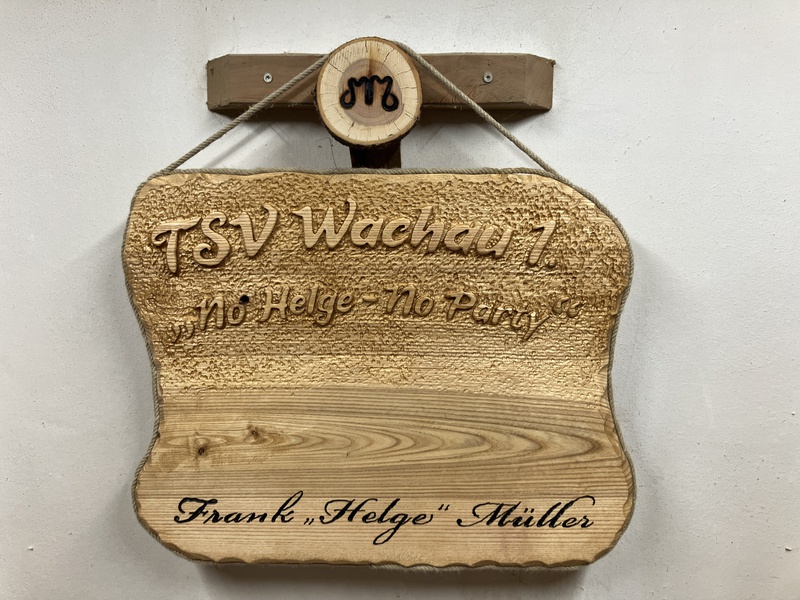 TSV Wachau 1.
„No Helge - No Party“
Frank „Helge“ Müller